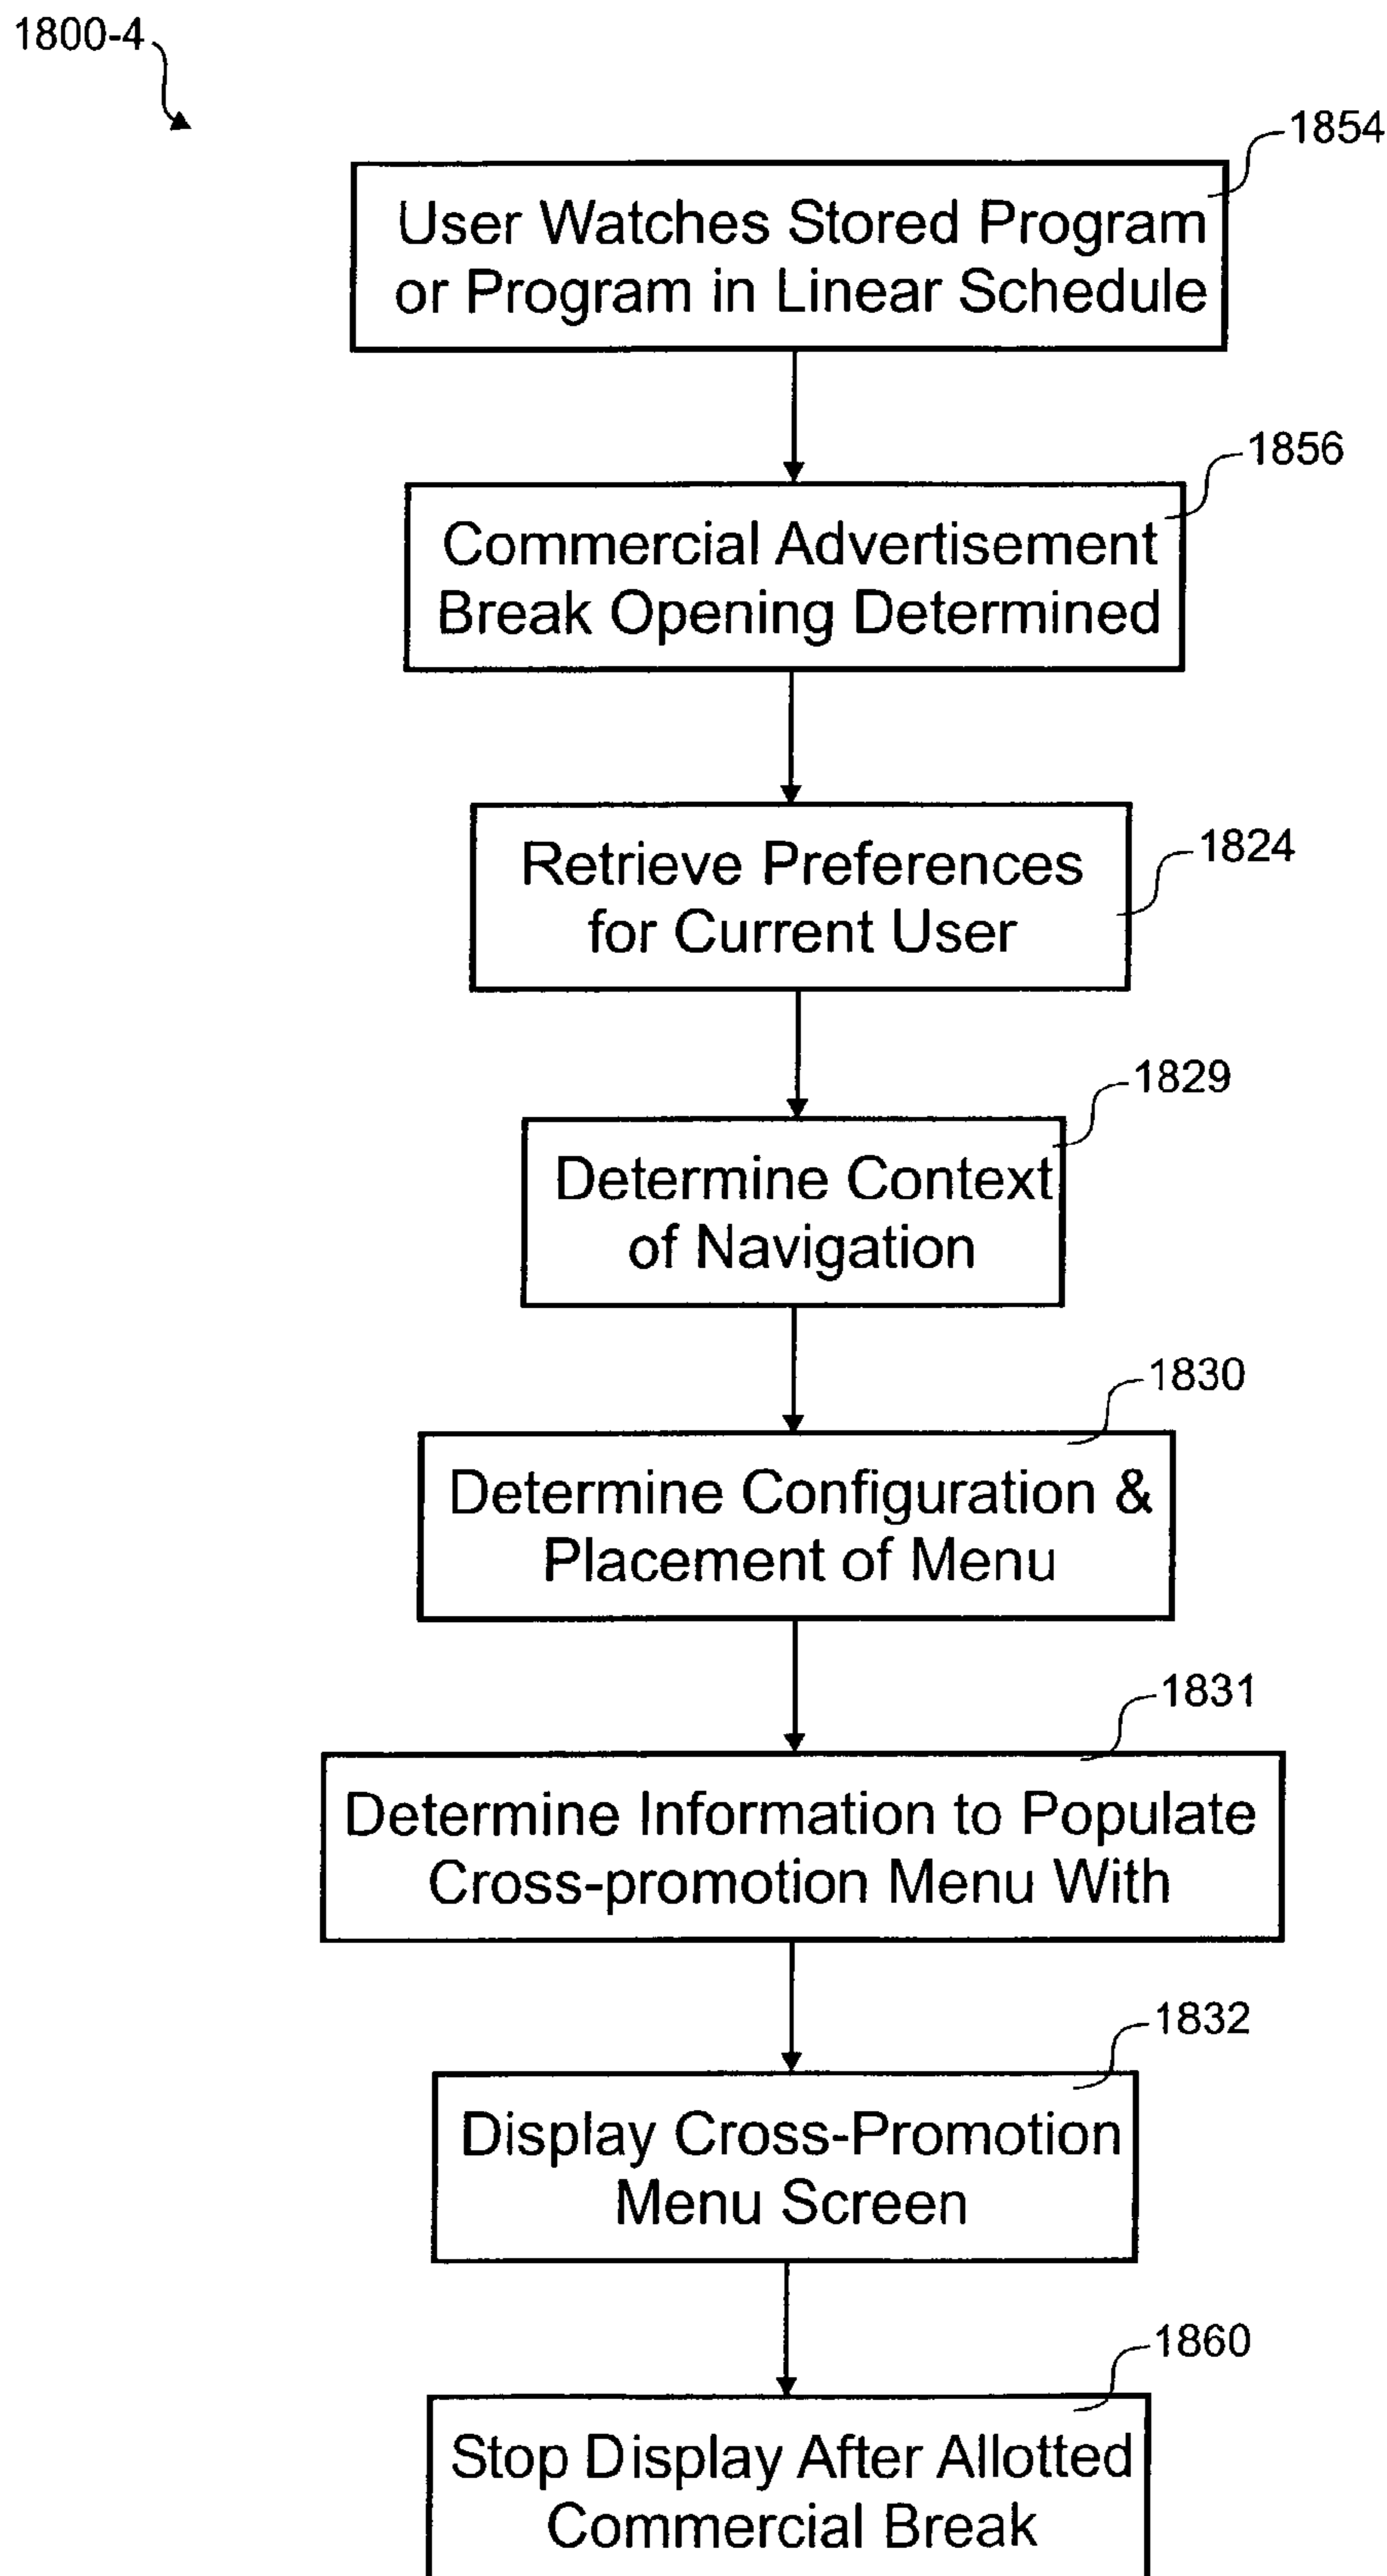 1800-4
1854
User Watches Stored Program
or Program in Linear Schedule
1856
Commercial Advertisement
Break Opening Determined
1824
Retrieve Preferences
for Current User
1829
Determine Context
of Navigation
1830
Determine Configuration &
Placement of Menu
1831
Determine Information to Populate
Cross-promotion Menu With
1832
Display Cross-Promotion
Menu Screen
1860
Stop Display After Allotted
Commercial Break